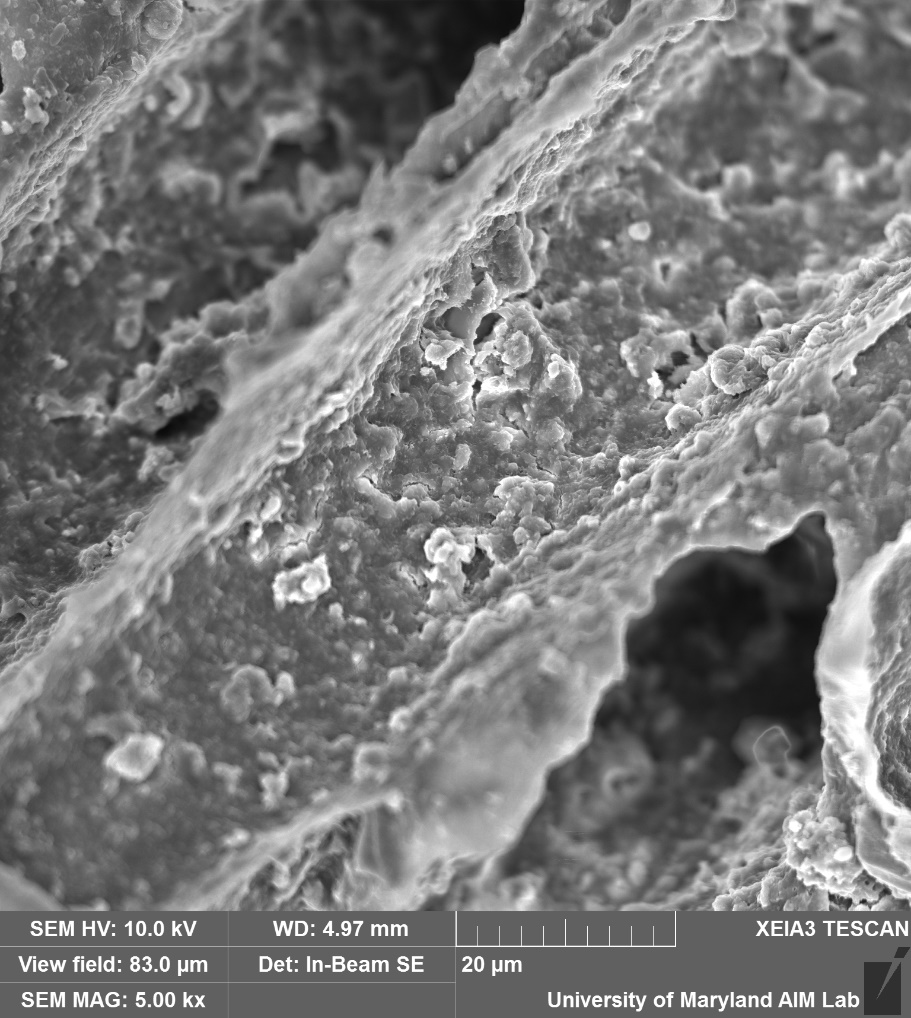 SEM HV: 10.0 kV
WD: 4.97 mm
XEIA3 TESCAN
View field: 83.0 µm
Det: In-Beam SE
20 µm
SEM MAG: 5.00 kx
University of Maryland AIM Lab